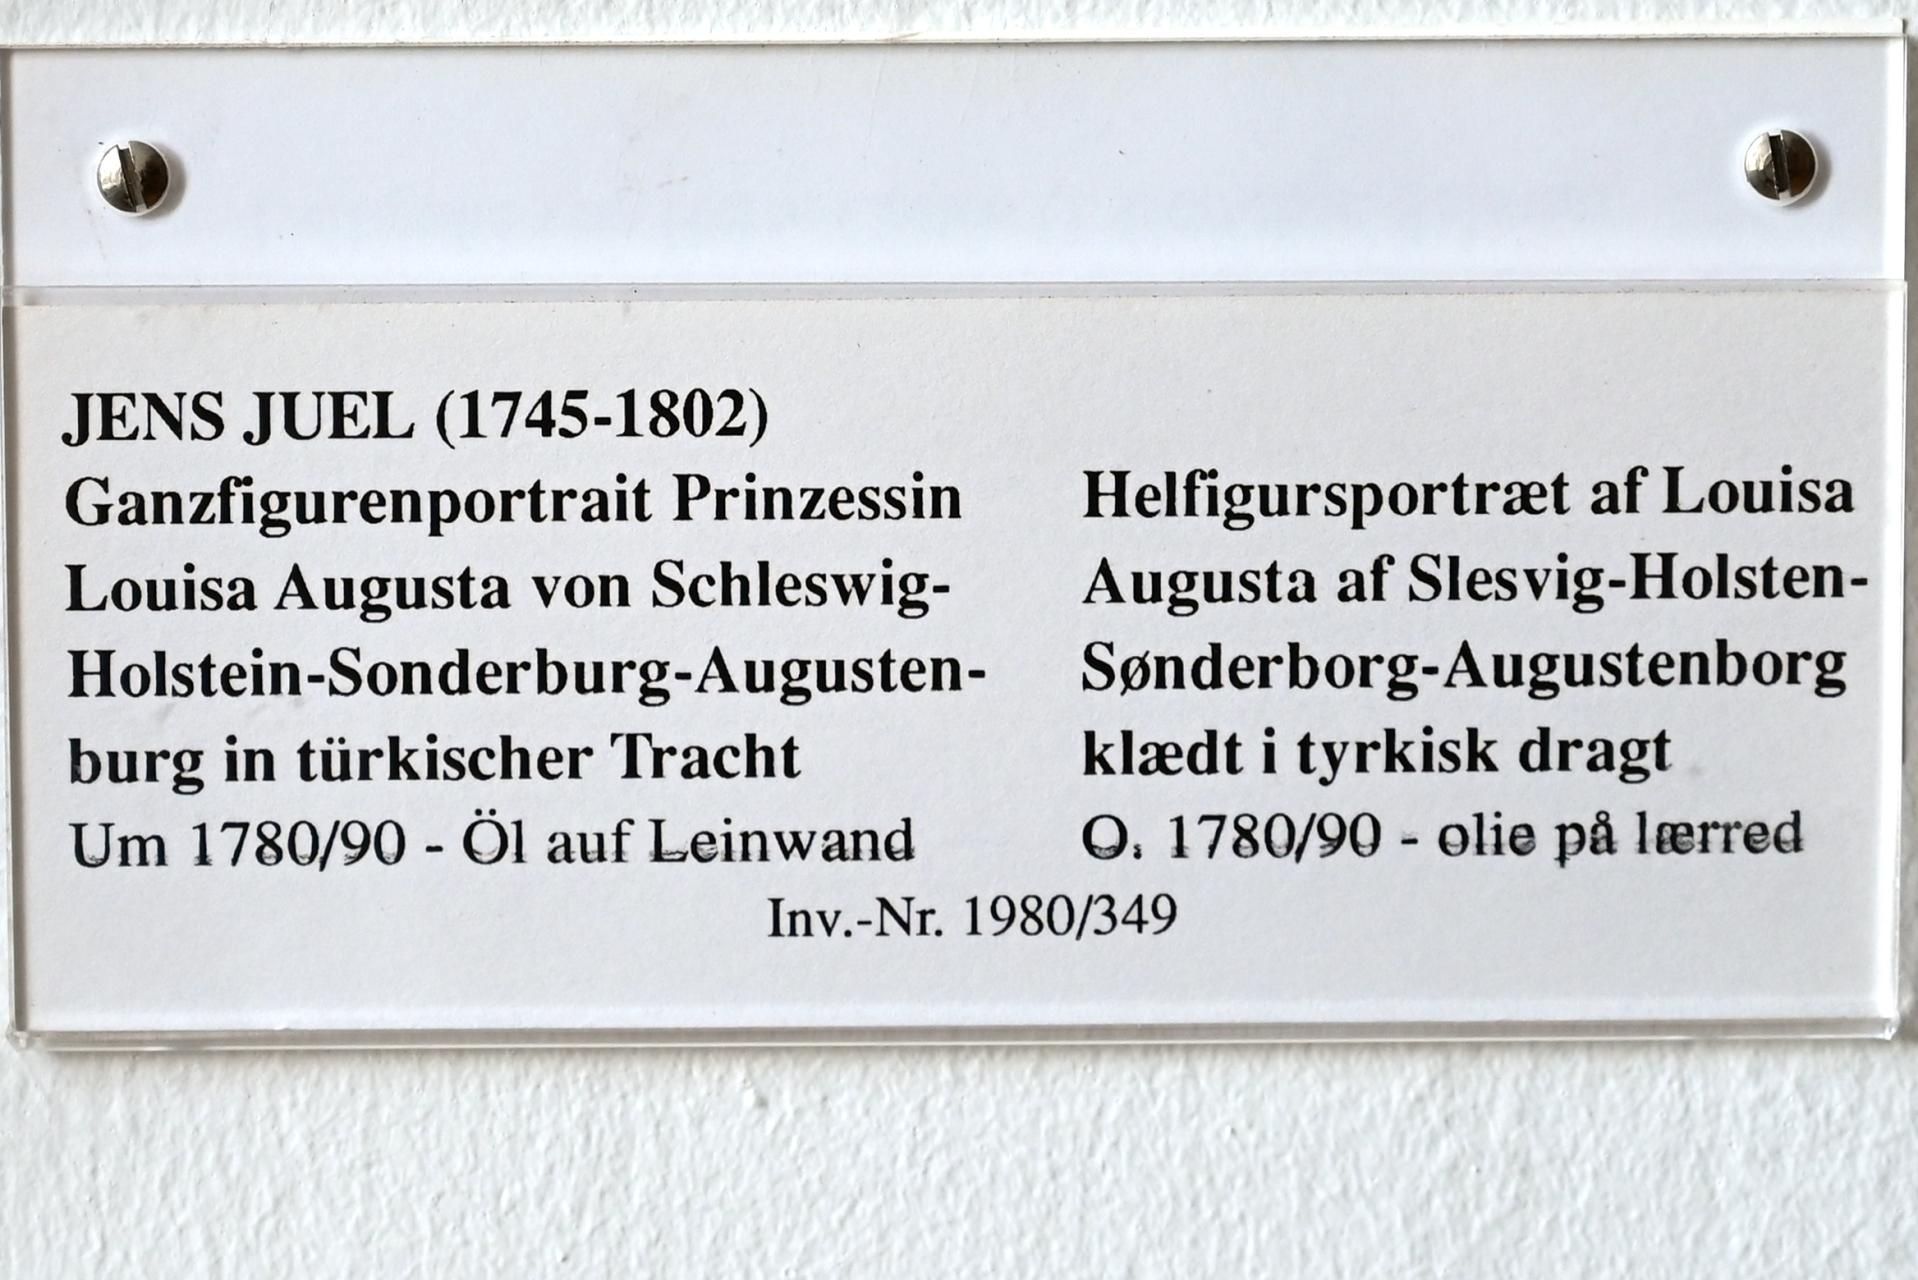 JENS JUEL (1745-1802)
Ganzfigurenportrait Prinzessin
Louisa Augusta von Schleswig-
Holstein-Sonderburg-Augusten-
burg in türkischer Tracht
Um 1780/90 - Öl auf Leinwand
Helfigursportræt af Louisa
Augusta af Slesvig-Holsten-
Sønderborg-Augustenborg
klædt i tyrkisk dragt
O. 1780/90 - olie på lærred
Inv.-Nr. 1980/349